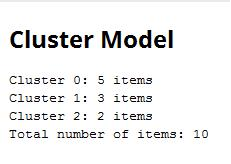 Cluster Model
Cluster 0: 5 items
Cluster 1: 3 items
Cluster 2: 2 items
Total number of items: 10